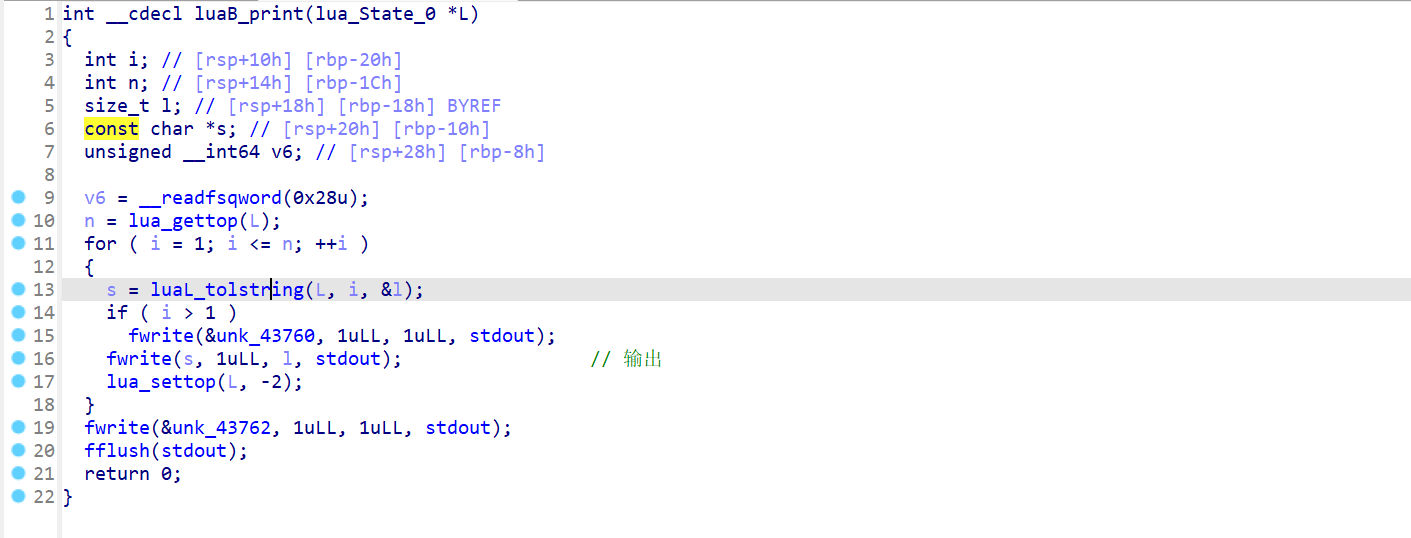 1 int __cdecl luaB_print(lua_State_0 *L)
2 {
3 int i; // [rsp+10h] [rbp-20h]
4 int n; // [rsp+14h] [rbp-1Ch]
5 size_t l; // [rsp+18h] [rbp-18h] BYREF
6 const char *s; // [rsp+20h] [rbp-10h]
7 unsigned __int64 v6; // [rsp+28h] [rbp-8h]
8
9 v6 = __readfsqword(0x28u);
10 n = lua_gettop(L);
11 for ( i = 1; i <= n; ++i )
12 {
13 s = luaL_tolstring(L, i, &l);
14 if ( i > 1 )
15 fwrite(&unk_43760, 1uLL, 1uLL, stdout);
16 fwrite(s, 1uLL, l, stdout); // 输出
17 lua_settop(L, -2);
18 }
19 fwrite(&unk_43762, 1uLL, 1uLL, stdout);
20 fflush(stdout);
21 return 0;
22 }